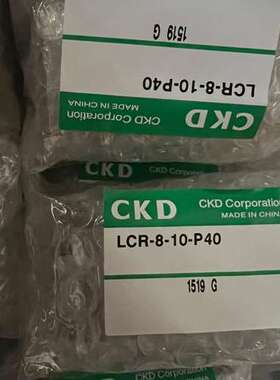 CKD
CKD Corporation
MADE IN CHINA
LCR-8-10-P40
1519 G
CKD
CKD
CKD Corporation
MADE IN CHINA
LCR-8-10-P40
1519 G
CKD Corporation